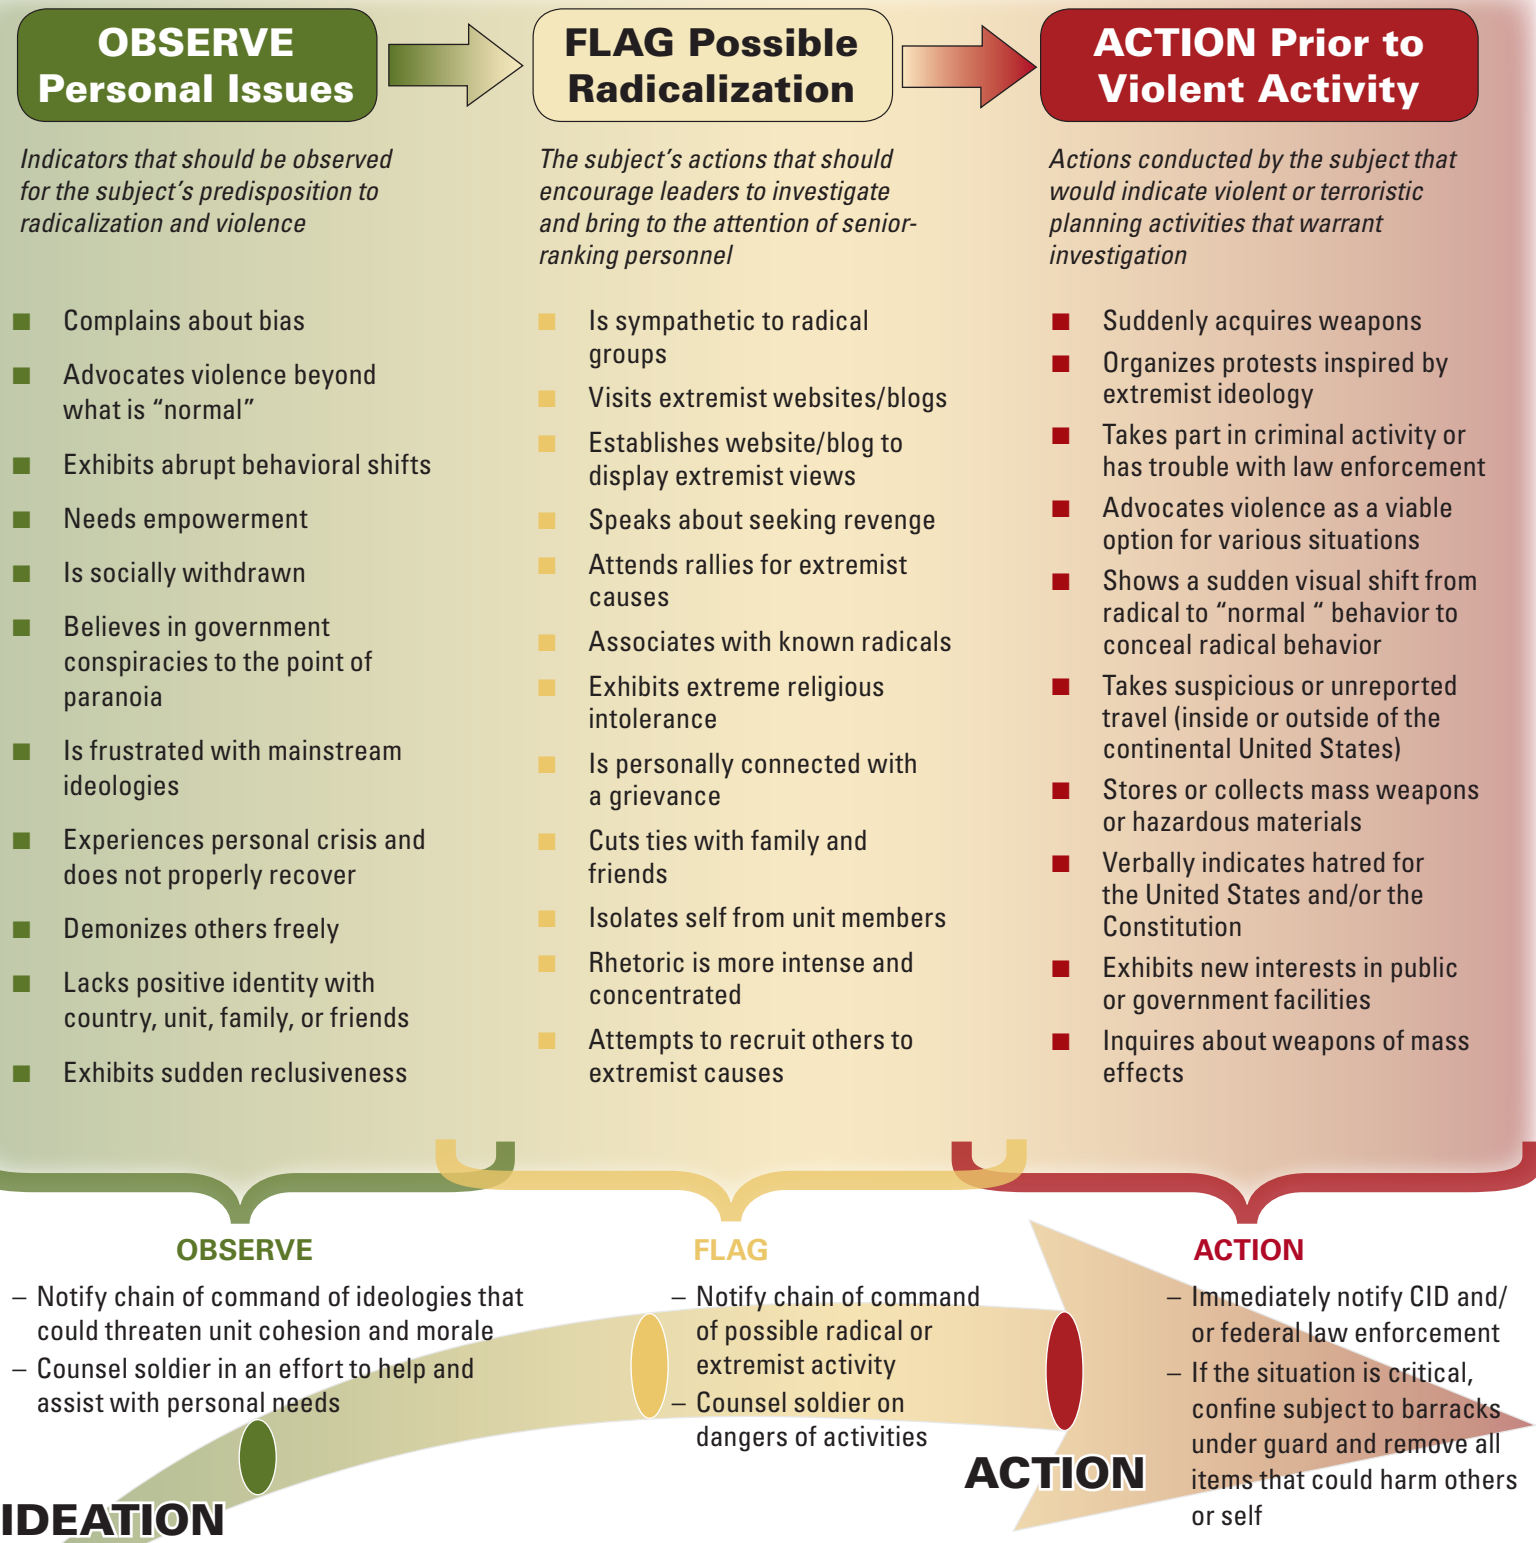 OBSERVE
Personal Issues
FLAG Possible
Radicalization
ACTION Prior to
Violent Activity
Indicators that should be observed
for the subject's predisposition to
radicalization and violence
■ Complains about bias
■ Advocates violence beyond
what is “normal”
■ Exhibits abrupt behavioral shifts
■ Needs empowerment
■ Is socially withdrawn
■ Believes in government
conspiracies to the point of
paranoia
■ Is frustrated with mainstream
ideologies
■ Experiences personal crisis and
does not properly recover
■ Demonizes others freely
■ Lacks positive identity with
country, unit, family, or friends
■ Exhibits sudden reclusiveness
The subject's actions that should
encourage leaders to investigate
and bring to the attention of senior-
ranking personnel
■ Is sympathetic to radical
groups
■ Visits extremist websites/blogs
■ Establishes website/blog to
display extremist views
■ Speaks about seeking revenge
■ Attends rallies for extremist
causes
■ Associates with known radicals
■ Exhibits extreme religious
intolerance
■ Is personally connected with
a grievance
■ Cuts ties with family and
friends
■ Isolates self from unit members
■ Rhetoric is more intense and
concentrated
■ Attempts to recruit others to
extremist causes
Actions conducted by the subject that
would indicate violent or terroristic
planning activities that warrant
investigation
■ Suddenly acquires weapons
■ Organizes protests inspired by
extremist ideology
■ Takes part in criminal activity or
has trouble with law enforcement
■ Advocates violence as a viable
option for various situations
■ Shows a sudden visual shift from
radical to “normal “ behavior to
conceal radical behavior
■ Takes suspicious or unreported
travel (inside or outside of the
continental United States)
■ Stores or collects mass weapons
or hazardous materials
■ Verbally indicates hatred for
the United States and/or the
Constitution
■ Exhibits new interests in public
or government facilities
■ Inquires about weapons of mass
effects
OBSERVE
– Notify chain of command of ideologies that
could threaten unit cohesion and morale
– Counsel soldier in an effort to help and
assist with personal needs
FLAG
– Notify chain of command
of possible radical or
extremist activity
– Counsel soldier on
dangers of activities
ACTION
– Immediately notify CID and/
or federal law enforcement
– If the situation is critical,
confine subject to barracks
under guard and remove all
items that could harm others
or self
IDEATION
ACTION